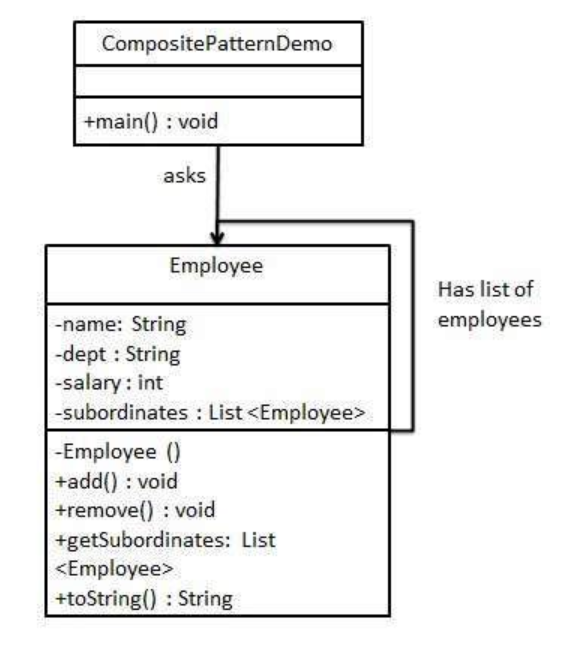 CompositePatternDemo
+main() : void
asks
Employee
Has list of
employees
-name: String
-dept : String
-salary : int
-subordinates : List <Employee>
-Employee ()
+add() : void
+remove() : void
+getSubordinates: List
<Employee>
+toString() : String